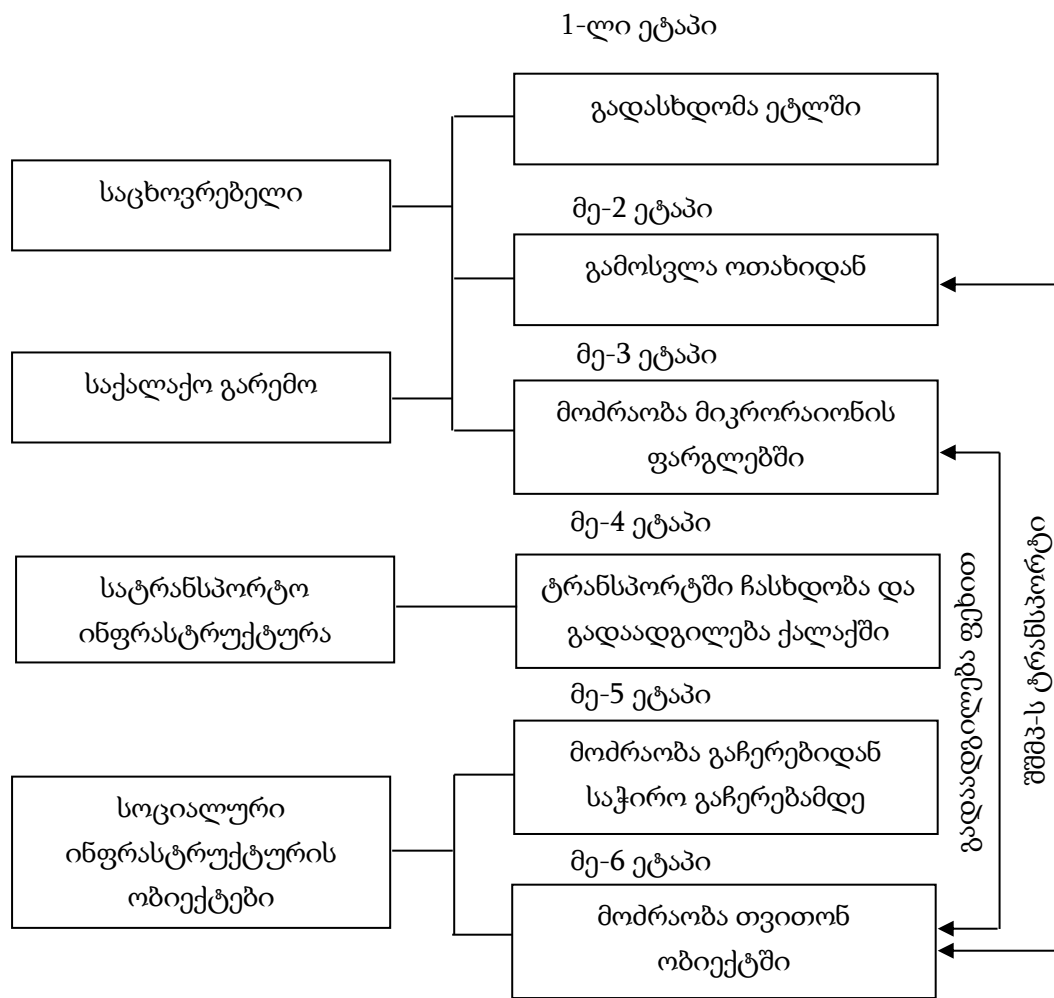 1-ლი ეტაპი
გადასხდომა ეტლში
საცხოვრებელი
მე-2 ეტაპი
გამოსვლა ოთახიდან
მე-3 ეტაპი
საქალაქო გარემო
მოძრაობა მიკრორაიონის
ფარგლებში
მე-4 ეტაპი
სატრანსპორტო
ინფრასტრუქტურა
ტრანსპორტში ჩასხდობა და
გადაადგილება ქალაქში
მე-5 ეტაპი
მოძრაობა გაჩერებიდან
საჭირო გაჩერებამდე
სოციალური
ინფრასტრუქტურის
ობიექტები
მე-6 ეტაპი
მოძრაობა თვითონ
ობიექტში
გადაადგილება ფეხით
შშმპ-ს ტრანსპორტი